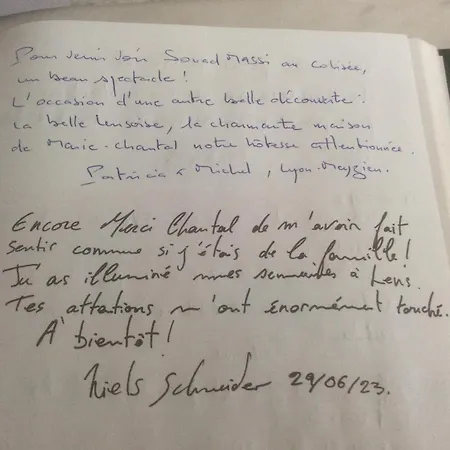 Pour venir voir Souad MASSI au colisée,
un beau spectacle !
L'occasion d'une autre belle découverte :
la belle lensoise, la charmante maison
de Marie-chantal notre hôtesse attentionnée.
Patricia & Michel, Lyon-Meyzieu.
Encore Merci Chantal de m'avoir fait
sentir comme si j'étais de la famille !
Tu as illuminé mes semaines à Lens.
Tes attentions m'ont énormément touché.
A bientôt !
Niels Schneider 29/06/23.